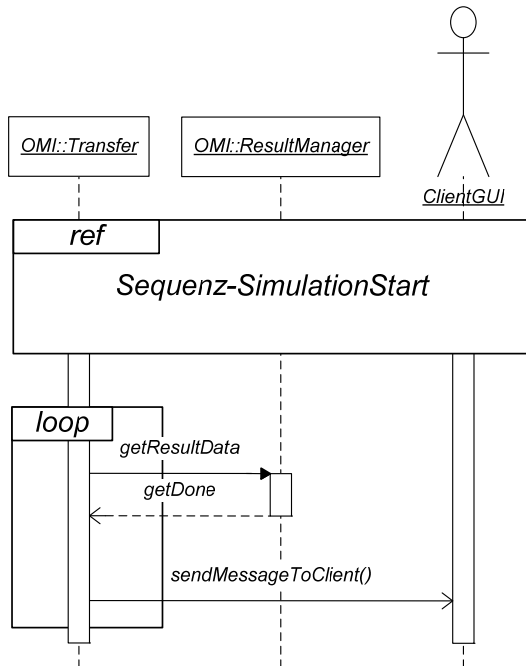 OMI::Transfer
OMI::ResultManager
ClientGUI
ref
Sequenz-SimulationStart
loop
getResultData
getDone
sendMessageToClient()